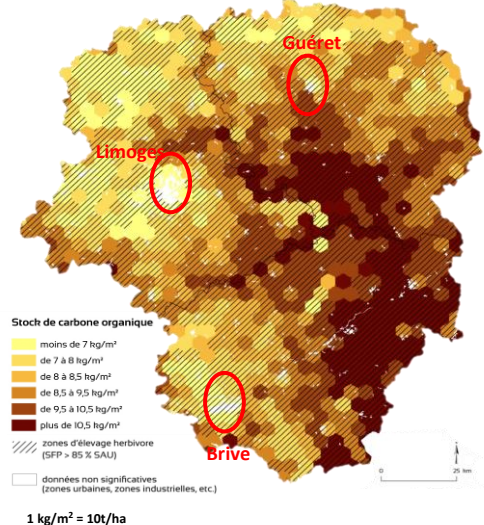 Guéret
Limoges
Stock de carbone organique
moins de 7 kg/m²
de 7 à 8 kg/m²
de 8 à 8,5 kg/m²
de 8,5 à 9,5 kg/m²
de 9,5 à 10,5 kg/m²
plus de 10,5 kg/m²
zones d'élevage herbivore
(SFP > 85 % SAU)
données non significatives
(zones urbaines, zones industrielles, etc.)
Brive
0 25 km
1 kg/m² = 10t/ha